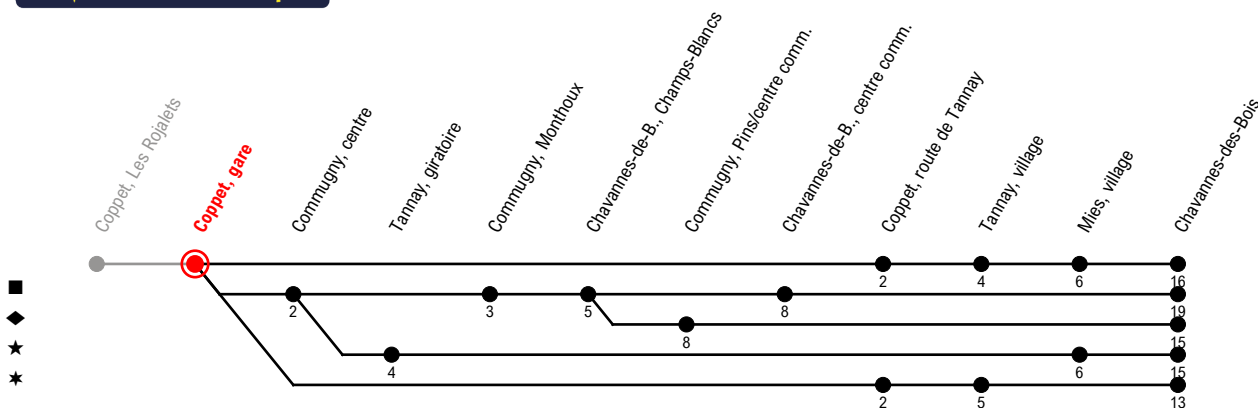 Coppet, Les Rojalets
Coppet, gare
Commugny, centre
Tannay, giratoire
Commugny, Monthoux
Chavannes-de-B., Champs-Blancs
Commugny, Pins/centre comm.
Chavannes-de-B., centre comm.
Coppet, route de Tannay
Tannay, village
Mies, village
Chavannes-des-Bois
2 4 6 16
2 3 5 8 19
8 15
4 6 15
2 5 13